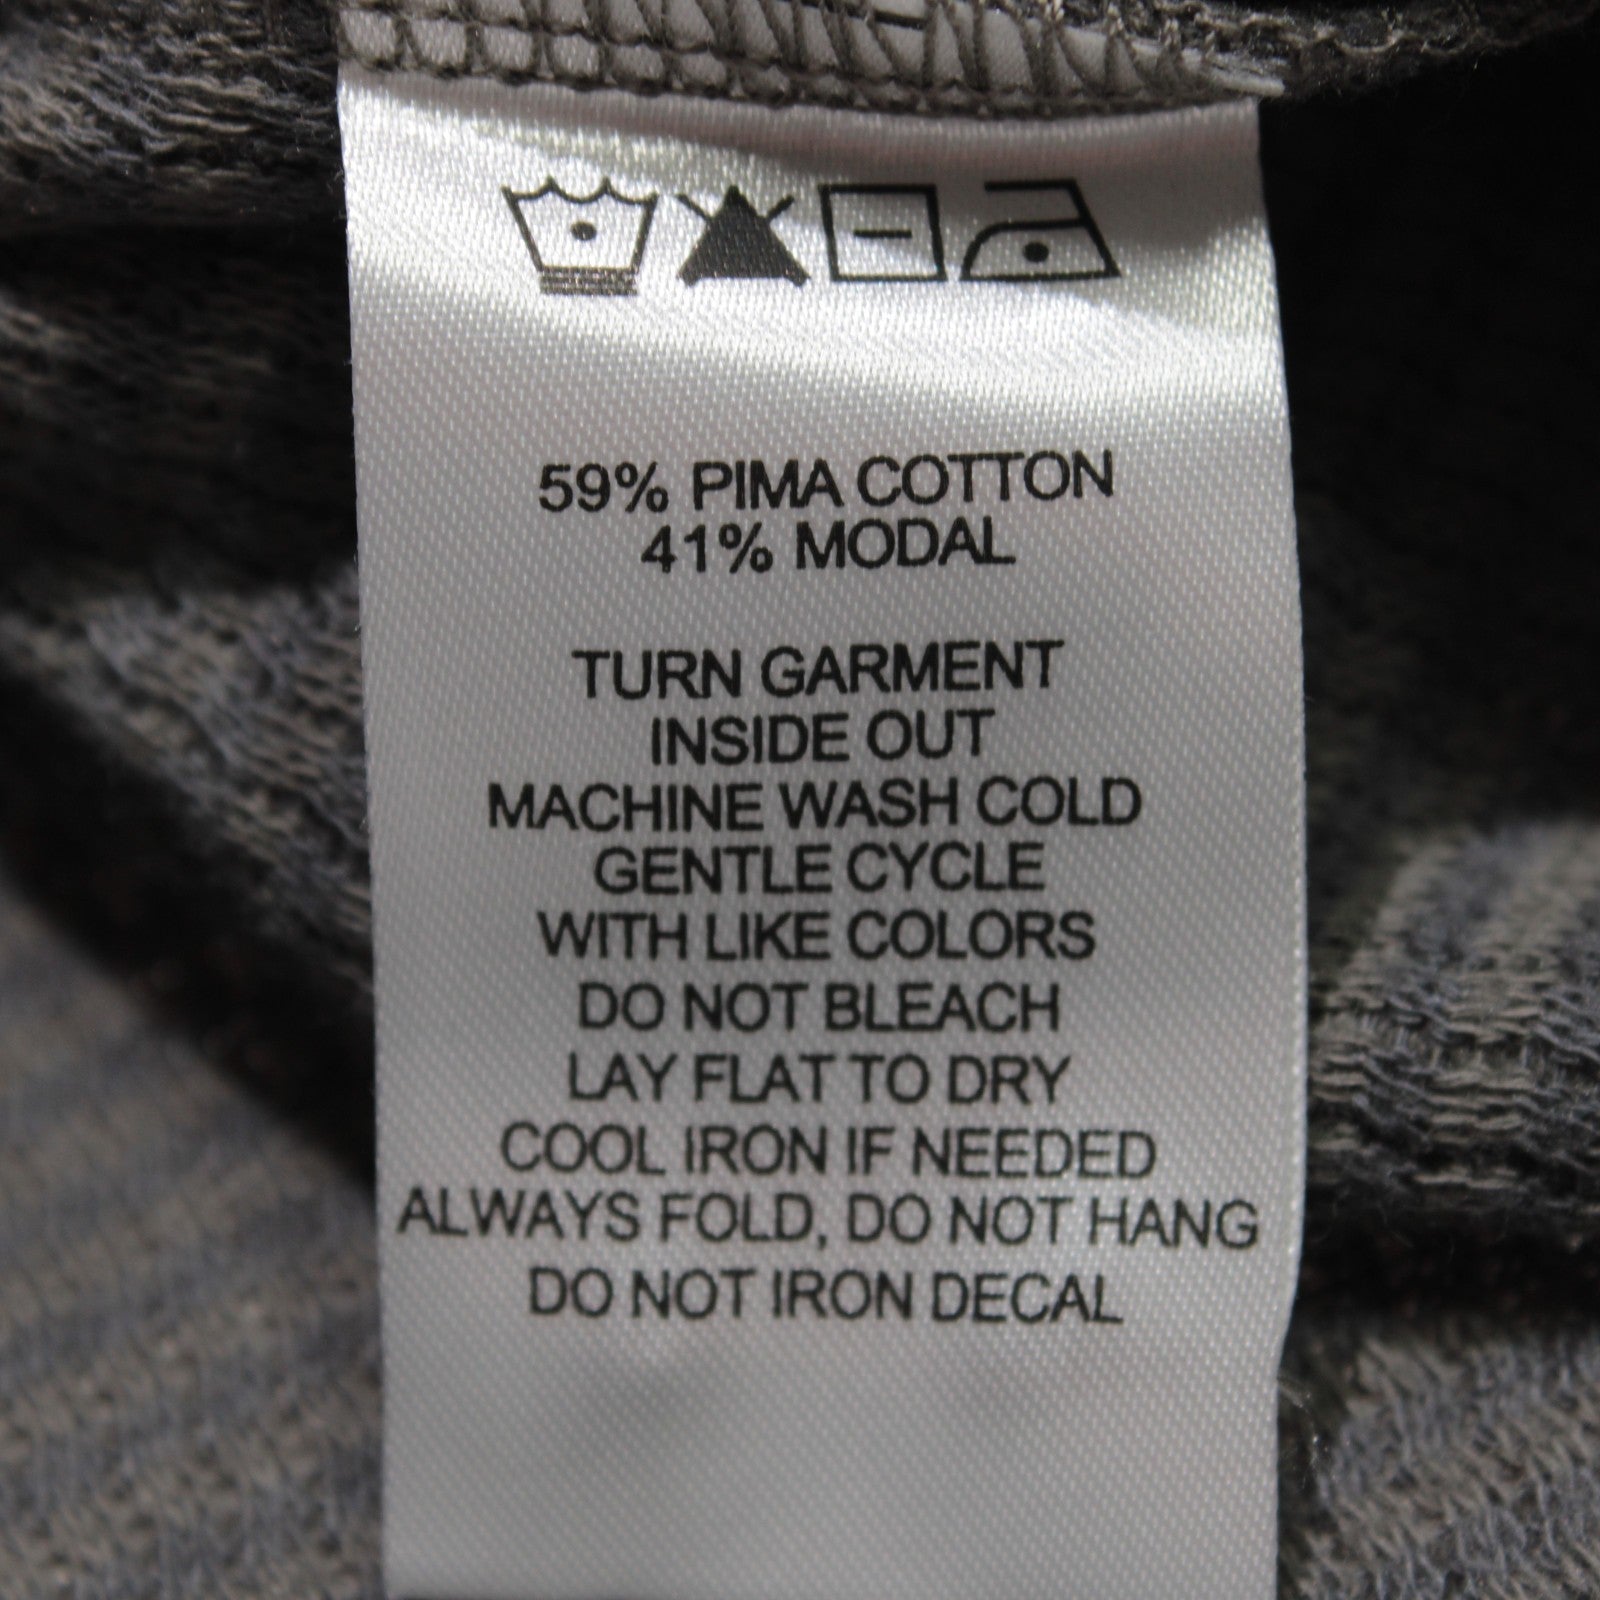 59% PIMA COTTON
41% MODAL
TURN GARMENT
INSIDE OUT
MACHINE WASH COLD
GENTLE CYCLE
WITH LIKE COLORS
DO NOT BLEACH
LAY FLAT TO DRY
COOL IRON IF NEEDED
ALWAYS FOLD, DO NOT HANG
DO NOT IRON DECAL